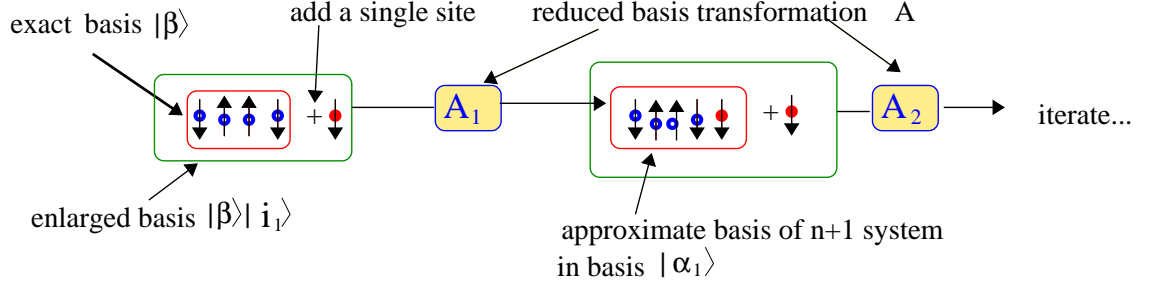 exact basis |β⟩
add a single site
reduced basis transformation A
+
A₁
+
A₂
iterate...
enlarged basis |β⟩| i₁⟩
approximate basis of n+1 system
in basis |α₁⟩